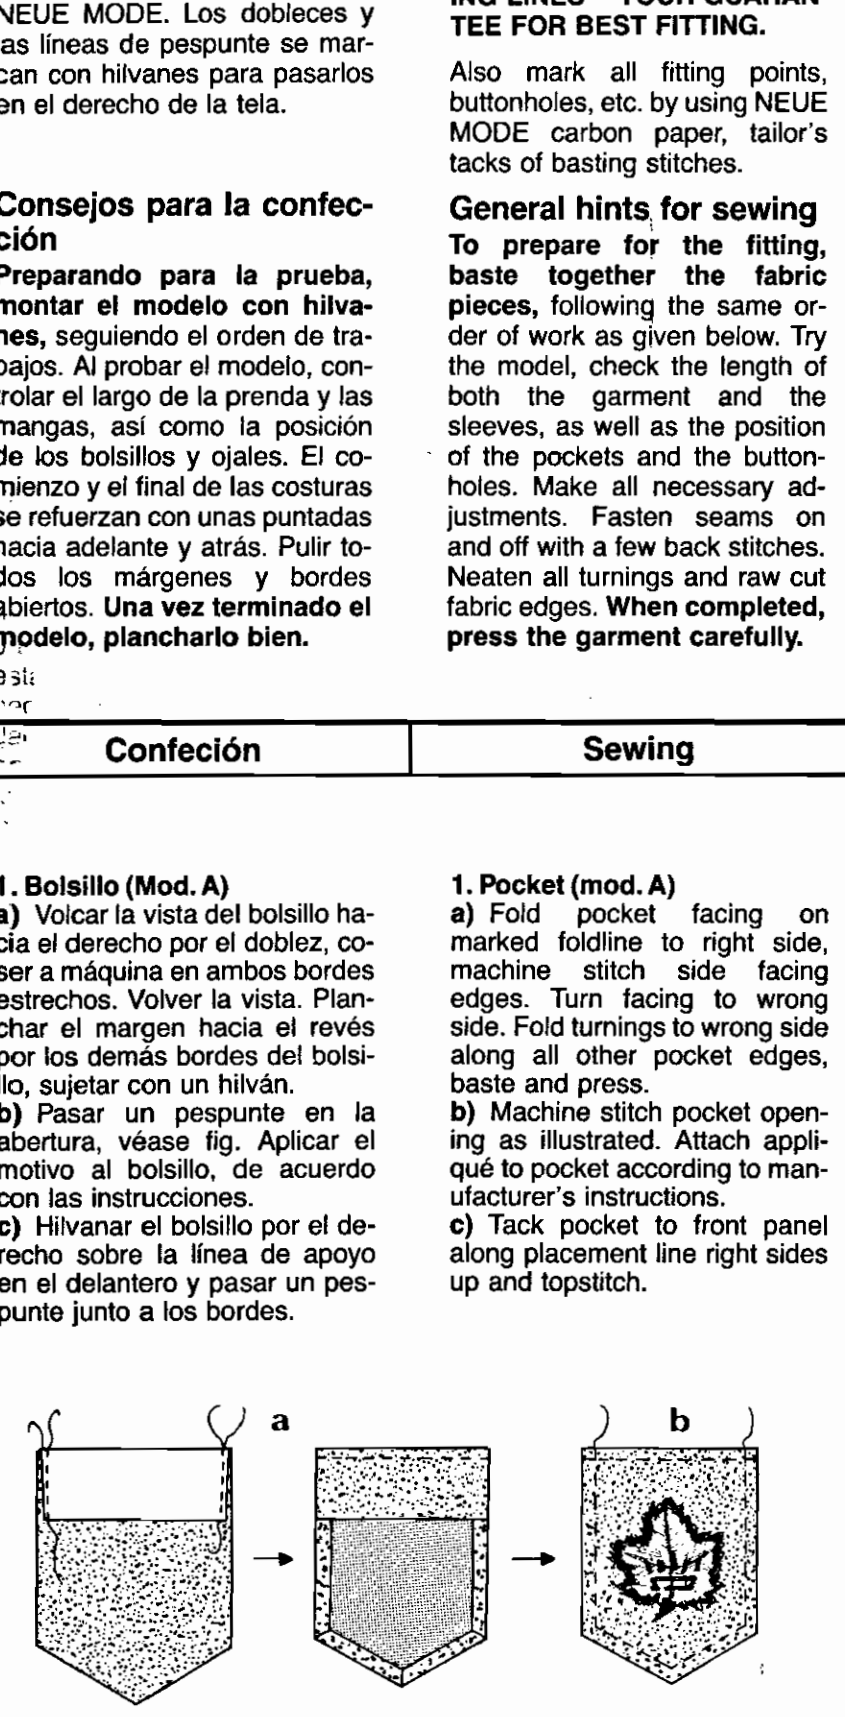 NEUE MODE. Los dobleces y
las líneas de pespunte se mar-
can con hilvanes para pasarlos
en el derecho de la tela.
Consejos para la confec-
ción
Preparando para la prueba,
montar el modelo con hilva-
nes, seguiendo el orden de tra-
bajos. Al probar el modelo, con-
trolar el largo de la prenda y las
mangas, así como la posición
de los bolsillos y ojales. El co-
mienzo y el final de las costuras
se refuerzan con unas puntadas
hacia adelante y atrás. Pulir to-
dos los márgenes y bordes
abiertos. Una vez terminado el
modelo, plancharlo bien.
ING LINES – YOUR GUARAN-
TEE FOR BEST FITTING.
Also mark all fitting points,
buttonholes, etc. by using NEUE
MODE carbon paper, tailor's
tacks of basting stitches.
General hints for sewing
To prepare for the fitting,
baste together the fabric
pieces, following the same or-
der of work as given below. Try
the model, check the length of
both the garment and the
sleeves, as well as the position
of the pockets and the button-
holes. Make all necessary ad-
justments. Fasten seams on
and off with a few back stitches.
Neaten all turnings and raw cut
fabric edges. When completed,
press the garment carefully.
Confeción
Sewing
1. Bolsillo (Mod. A)
a) Volcar la vista del bolsillo ha-
cia el derecho por el doblez, co-
ser a máquina en ambos bordes
estrechos. Volver la vista. Plan-
char el margen hacia el revés
por los demás bordes del bolsi-
llo, sujetar con un hilván.
b) Pasar un pespunte en la
abertura, véase fig. Aplicar el
motivo al bolsillo, de acuerdo
con las instrucciones.
c) Hilvanar el bolsillo por el de-
recho sobre la línea de apoyo
en el delantero y pasar un pes-
punte junto a los bordes.
1. Pocket (mod. A)
a) Fold pocket facing on
marked foldline to right side,
machine stitch side facing
edges. Turn facing to wrong
side. Fold turnings to wrong side
along all other pocket edges,
baste and press.
b) Machine stitch pocket open-
ing as illustrated. Attach appli-
qué to pocket according to man-
ufacturer's instructions.
c) Tack pocket to front panel
along placement line right sides
up and topstitch.
a
b